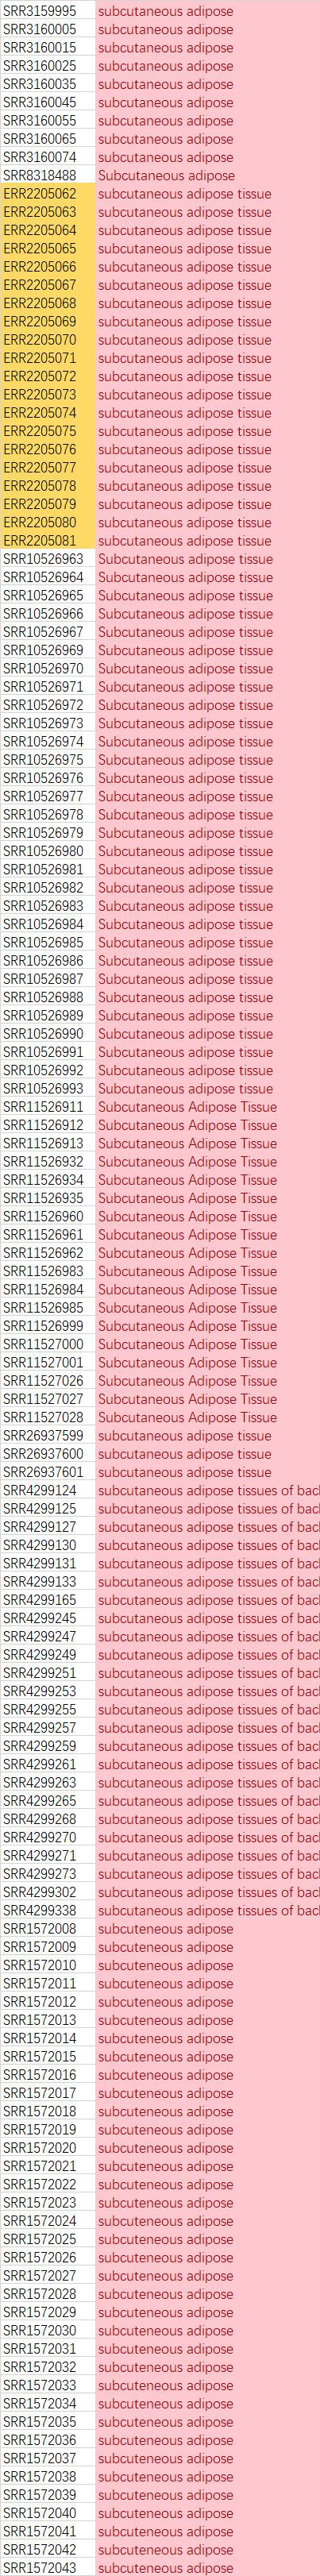 SRR3159995 subcutaneous adipose
SRR3160005 subcutaneous adipose
SRR3160015 subcutaneous adipose
SRR3160025 subcutaneous adipose
SRR3160035 subcutaneous adipose
SRR3160045 subcutaneous adipose
SRR3160055 subcutaneous adipose
SRR3160065 subcutaneous adipose
SRR3160074 subcutaneous adipose
SRR8318488 Subcutaneous adipose
ERR2205062 subcutaneous adipose tissue
ERR2205063 subcutaneous adipose tissue
ERR2205064 subcutaneous adipose tissue
ERR2205065 subcutaneous adipose tissue
ERR2205066 subcutaneous adipose tissue
ERR2205067 subcutaneous adipose tissue
ERR2205068 subcutaneous adipose tissue
ERR2205069 subcutaneous adipose tissue
ERR2205070 subcutaneous adipose tissue
ERR2205071 subcutaneous adipose tissue
ERR2205072 subcutaneous adipose tissue
ERR2205073 subcutaneous adipose tissue
ERR2205074 subcutaneous adipose tissue
ERR2205075 subcutaneous adipose tissue
ERR2205076 subcutaneous adipose tissue
ERR2205077 subcutaneous adipose tissue
ERR2205078 subcutaneous adipose tissue
ERR2205079 subcutaneous adipose tissue
ERR2205080 subcutaneous adipose tissue
ERR2205081 subcutaneous adipose tissue
SRR10526963 Subcutaneous adipose tissue
SRR10526964 Subcutaneous adipose tissue
SRR10526965 Subcutaneous adipose tissue
SRR10526966 Subcutaneous adipose tissue
SRR10526967 Subcutaneous adipose tissue
SRR10526969 Subcutaneous adipose tissue
SRR10526970 Subcutaneous adipose tissue
SRR10526971 Subcutaneous adipose tissue
SRR10526972 Subcutaneous adipose tissue
SRR10526973 Subcutaneous adipose tissue
SRR10526974 Subcutaneous adipose tissue
SRR10526975 Subcutaneous adipose tissue
SRR10526976 Subcutaneous adipose tissue
SRR10526977 Subcutaneous adipose tissue
SRR10526978 Subcutaneous adipose tissue
SRR10526979 Subcutaneous adipose tissue
SRR10526980 Subcutaneous adipose tissue
SRR10526981 Subcutaneous adipose tissue
SRR10526982 Subcutaneous adipose tissue
SRR10526983 Subcutaneous adipose tissue
SRR10526984 Subcutaneous adipose tissue
SRR10526985 Subcutaneous adipose tissue
SRR10526986 Subcutaneous adipose tissue
SRR10526987 Subcutaneous adipose tissue
SRR10526988 Subcutaneous adipose tissue
SRR10526989 Subcutaneous adipose tissue
SRR10526990 Subcutaneous adipose tissue
SRR10526991 Subcutaneous adipose tissue
SRR10526992 Subcutaneous adipose tissue
SRR10526993 Subcutaneous adipose tissue
SRR11526911 Subcutaneous Adipose Tissue
SRR11526912 Subcutaneous Adipose Tissue
SRR11526913 Subcutaneous Adipose Tissue
SRR11526932 Subcutaneous Adipose Tissue
SRR11526934 Subcutaneous Adipose Tissue
SRR11526935 Subcutaneous Adipose Tissue
SRR11526960 Subcutaneous Adipose Tissue
SRR11526961 Subcutaneous Adipose Tissue
SRR11526962 Subcutaneous Adipose Tissue
SRR11526983 Subcutaneous Adipose Tissue
SRR11526984 Subcutaneous Adipose Tissue
SRR11526985 Subcutaneous Adipose Tissue
SRR11526999 Subcutaneous Adipose Tissue
SRR11527000 Subcutaneous Adipose Tissue
SRR11527001 Subcutaneous Adipose Tissue
SRR11527026 Subcutaneous Adipose Tissue
SRR11527027 Subcutaneous Adipose Tissue
SRR11527028 Subcutaneous Adipose Tissue
SRR26937599 subcutaneous adipose tissue
SRR26937600 subcutaneous adipose tissue
SRR26937601 subcutaneous adipose tissue
SRR4299124 subcutaneous adipose tissues of bac
SRR4299125 subcutaneous adipose tissues of bac
SRR4299127 subcutaneous adipose tissues of bac
SRR4299130 subcutaneous adipose tissues of bac
SRR4299131 subcutaneous adipose tissues of bac
SRR4299133 subcutaneous adipose tissues of bac
SRR4299165 subcutaneous adipose tissues of bac
SRR4299245 subcutaneous adipose tissues of bac
SRR4299247 subcutaneous adipose tissues of bac
SRR4299249 subcutaneous adipose tissues of bac
SRR4299251 subcutaneous adipose tissues of bac
SRR4299253 subcutaneous adipose tissues of bac
SRR4299255 subcutaneous adipose tissues of bac
SRR4299257 subcutaneous adipose tissues of bac
SRR4299259 subcutaneous adipose tissues of bac
SRR4299261 subcutaneous adipose tissues of bac
SRR4299263 subcutaneous adipose tissues of bac
SRR4299265 subcutaneous adipose tissues of bac
SRR4299268 subcutaneous adipose tissues of bac
SRR4299270 subcutaneous adipose tissues of bac
SRR4299271 subcutaneous adipose tissues of bac
SRR4299273 subcutaneous adipose tissues of bac
SRR4299302 subcutaneous adipose tissues of bac
SRR4299338 subcutaneous adipose tissues of bac
SRR1572008 subcuteneous adipose
SRR1572009 subcuteneous adipose
SRR1572010 subcuteneous adipose
SRR1572011 subcuteneous adipose
SRR1572012 subcuteneous adipose
SRR1572013 subcuteneous adipose
SRR1572014 subcuteneous adipose
SRR1572015 subcuteneous adipose
SRR1572016 subcuteneous adipose
SRR1572017 subcuteneous adipose
SRR1572018 subcuteneous adipose
SRR1572019 subcuteneous adipose
SRR1572020 subcuteneous adipose
SRR1572021 subcuteneous adipose
SRR1572022 subcuteneous adipose
SRR1572023 subcuteneous adipose
SRR1572024 subcuteneous adipose
SRR1572025 subcuteneous adipose
SRR1572026 subcuteneous adipose
SRR1572027 subcuteneous adipose
SRR1572028 subcuteneous adipose
SRR1572029 subcuteneous adipose
SRR1572030 subcuteneous adipose
SRR1572031 subcuteneous adipose
SRR1572032 subcuteneous adipose
SRR1572033 subcuteneous adipose
SRR1572034 subcuteneous adipose
SRR1572035 subcuteneous adipose
SRR1572036 subcuteneous adipose
SRR1572037 subcuteneous adipose
SRR1572038 subcuteneous adipose
SRR1572039 subcuteneous adipose
SRR1572040 subcuteneous adipose
SRR1572041 subcuteneous adipose
SRR1572042 subcuteneous adipose
SRR1572043 subcuteneous adipose